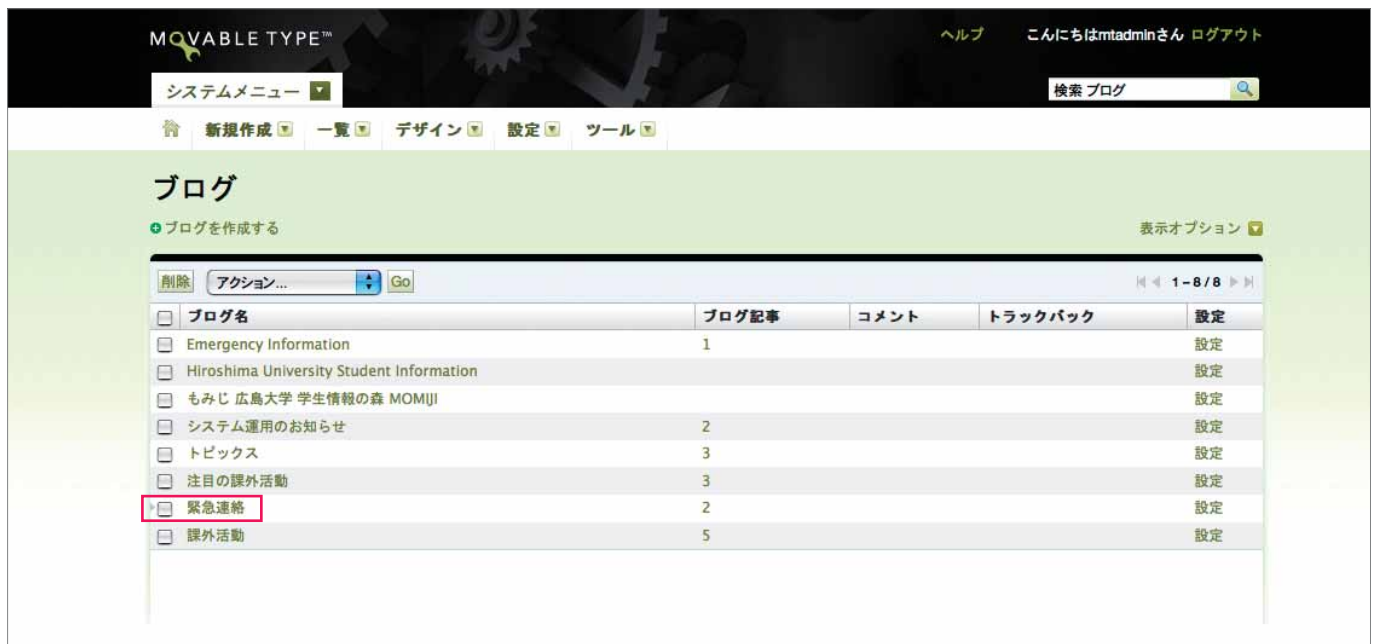 MOVABLE TYPE™
ヘルプ こんにちはmtadminさん ログアウト
システムメニュー 検索 ブログ
新規作成 一覧 デザイン 設定 ツール
ブログ
ブログを作成する 表示オプション
削除 アクション... Go 1-8/8
ブログ名 ブログ記事 コメント トラックバック 設定
Emergency Information 1 設定
Hiroshima University Student Information 設定
もみじ 広島大学 学生情報の森 MOMIJI 設定
システム運用のお知らせ 2 設定
トピックス 3 設定
注目の課外活動 3 設定
緊急連絡 2 設定
課外活動 5 設定